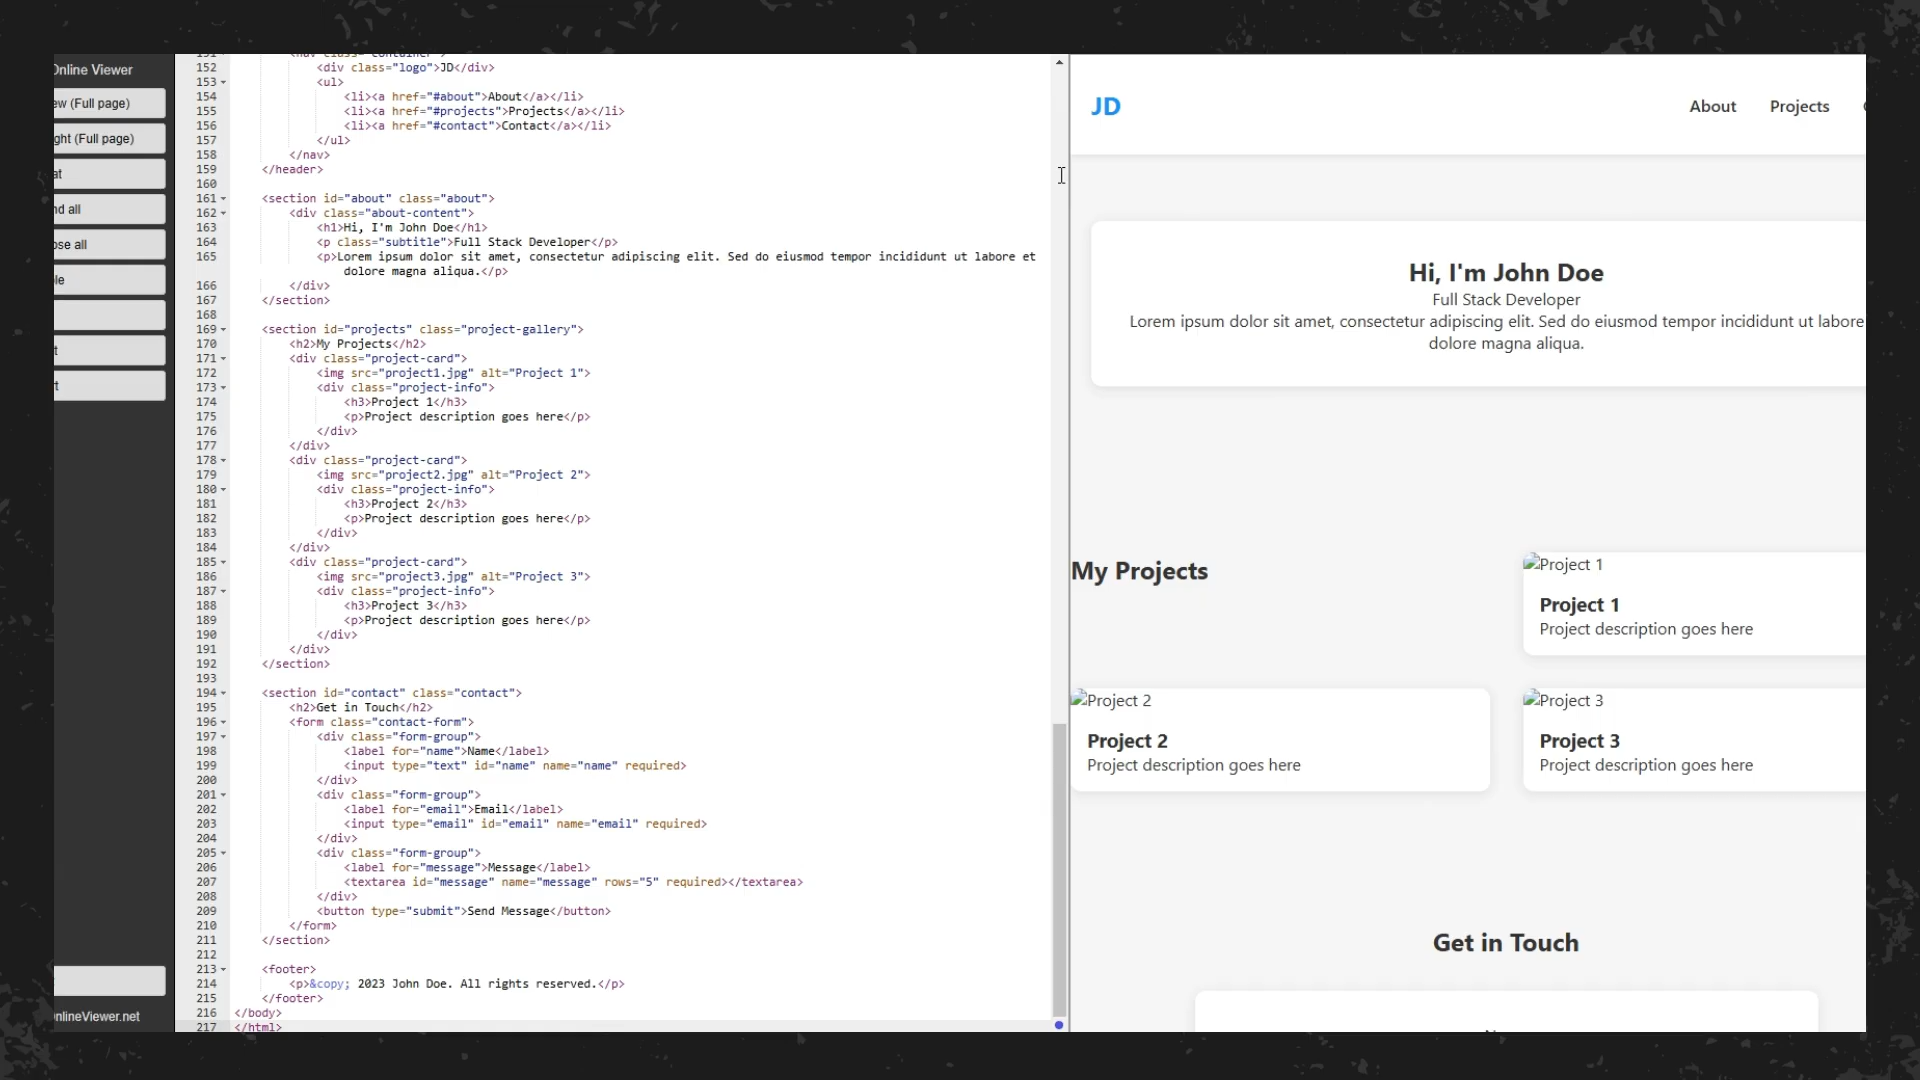 Online Viewer
ew (Full page)
ght (Full page)
at
nd all
ose all
le
t
t
nlineViewer.net
152 <div class="logo">JD</div>
153 <ul>
154 <li><a href="#about">About</a></li>
155 <li><a href="#projects">Projects</a></li>
156 <li><a href="#contact">Contact</a></li>
157 </ul>
158 </nav>
159 </header>
160
161 <section id="about" class="about">
162 <div class="about-content">
163 <h1>Hi, I'm John Doe</h1>
164 <p class="subtitle">Full Stack Developer</p>
165 <p>Lorem ipsum dolor sit amet, consectetur adipiscing elit. Sed do eiusmod tempor incididunt ut labore et
dolore magna aliqua.</p>
166 </div>
167 </section>
168
169 <section id="projects" class="project-gallery">
170 <h2>My Projects</h2>
171 <div class="project-card">
172 <img src="project1.jpg" alt="Project 1">
173 <div class="project-info">
174 <h3>Project 1</h3>
175 <p>Project description goes here</p>
176 </div>
177 </div>
178 <div class="project-card">
179 <img src="project2.jpg" alt="Project 2">
180 <div class="project-info">
181 <h3>Project 2</h3>
182 <p>Project description goes here</p>
183 </div>
184 </div>
185 <div class="project-card">
186 <img src="project3.jpg" alt="Project 3">
187 <div class="project-info">
188 <h3>Project 3</h3>
189 <p>Project description goes here</p>
190 </div>
191 </div>
192 </section>
193
194 <section id="contact" class="contact">
195 <h2>Get in Touch</h2>
196 <form class="contact-form">
197 <div class="form-group">
198 <label for="name">Name</label>
199 <input type="text" id="name" name="name" required>
200 </div>
201 <div class="form-group">
202 <label for="email">Email</label>
203 <input type="email" id="email" name="email" required>
204 </div>
205 <div class="form-group">
206 <label for="message">Message</label>
207 <textarea id="message" name="message" rows="5" required></textarea>
208 </div>
209 <button type="submit">Send Message</button>
210 </form>
211 </section>
212
213 <footer>
214 <p>&copy; 2023 John Doe. All rights reserved.</p>
215 </footer>
216 </body>
217 </html>
JD
About Projects
Hi, I'm John Doe
Full Stack Developer
Lorem ipsum dolor sit amet, consectetur adipiscing elit. Sed do eiusmod tempor incididunt ut labore
dolore magna aliqua.
My Projects
Project 1
Project 1
Project description goes here
Project 2
Project 2
Project description goes here
Project 3
Project 3
Project description goes here
Get in Touch